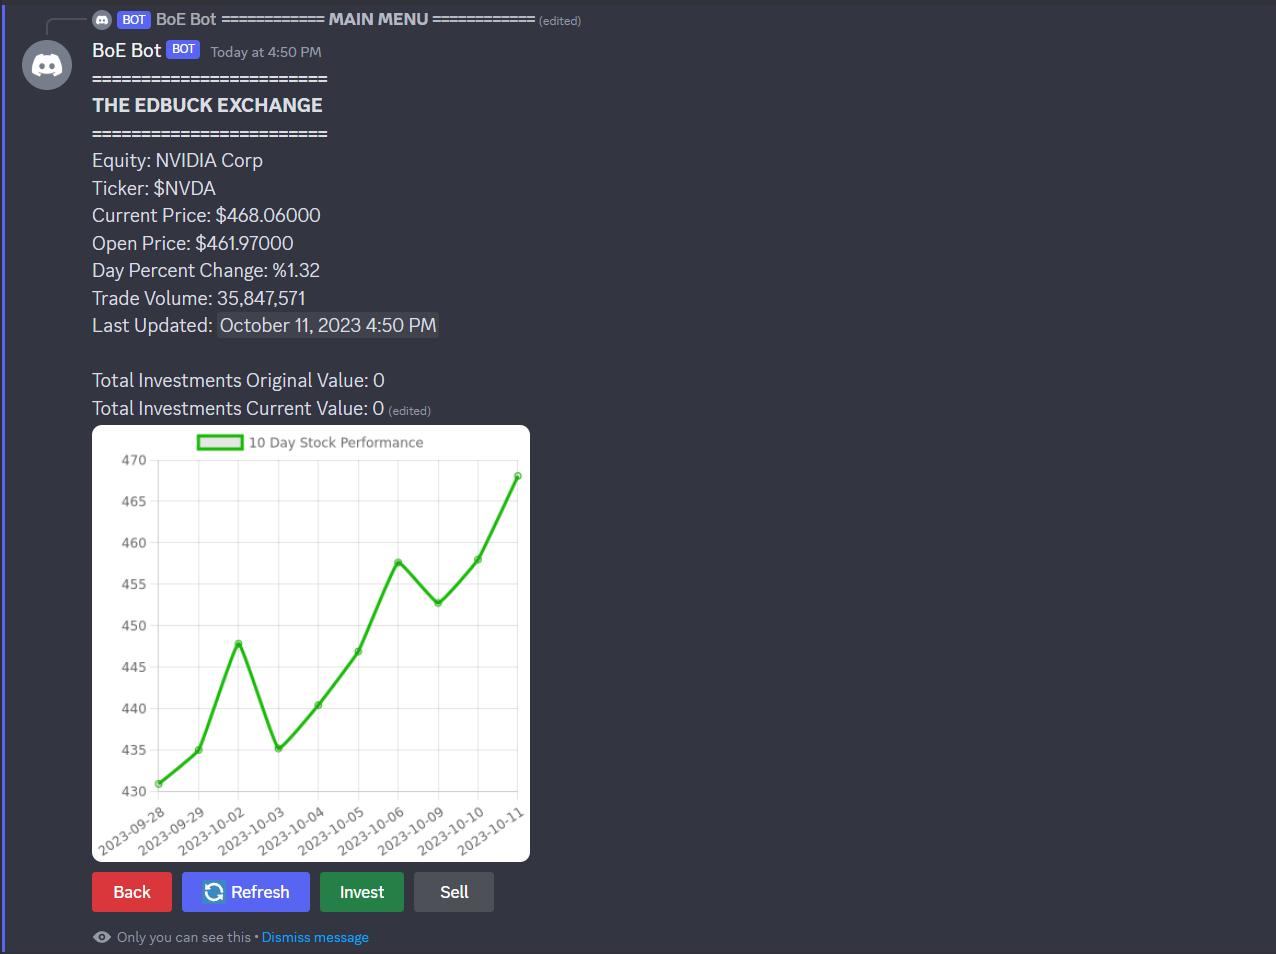 BOT BoE Bot ============ MAIN MENU ============ (edited)
BoE Bot BOT Today at 4:50 PM
========================
THE EDBUCK EXCHANGE
========================
Equity: NVIDIA Corp
Ticker: $NVDA
Current Price: $468.06000
Open Price: $461.97000
Day Percent Change: %1.32
Trade Volume: 35,847,571
Last Updated: October 11, 2023 4:50 PM
Total Investments Original Value: 0
Total Investments Current Value: 0 (edited)
10 Day Stock Performance
470
465
460
455
450
445
440
435
430
2023-09-28
2023-09-29
2023-10-02
2023-10-03
2023-10-04
2023-10-05
2023-10-06
2023-10-09
2023-10-10
2023-10-11
Back Refresh Invest Sell
Only you can see this • Dismiss message